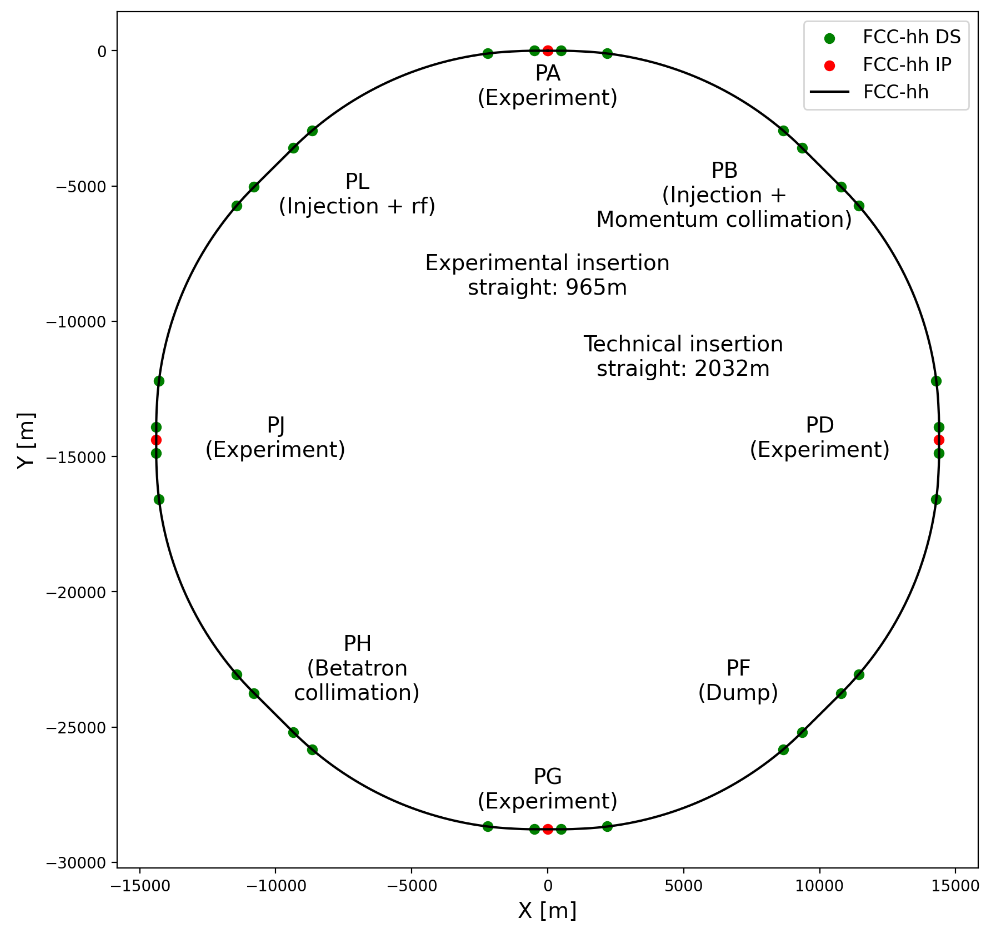 FCC-hh DS
FCC-hh IP
FCC-hh
PA
(Experiment)
PL
(Injection + rf)
PB
(Injection +
Momentum collimation)
Experimental insertion
straight: 965m
Technical insertion
straight: 2032m
PJ
(Experiment)
PD
(Experiment)
PH
(Betatron
collimation)
PF
(Dump)
PG
(Experiment)
0
−5000
−10000
−15000
−20000
−25000
−30000
Y [m]
−15000
−10000
−5000
0
5000
10000
15000
X [m]